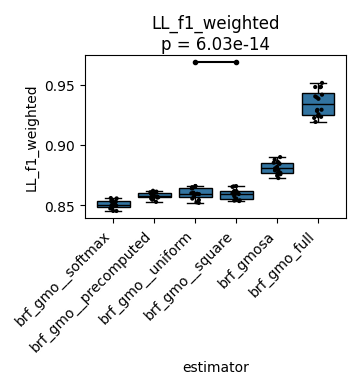 LL_f1_weighted
p = 6.03e-14
LL_f1_weighted
0.95
0.90
0.85
brf_gmo__softmax
brf_gmo__precomputed
brf_gmo__uniform
brf_gmo__square
brf_gmosa
brf_gmo_full
estimator